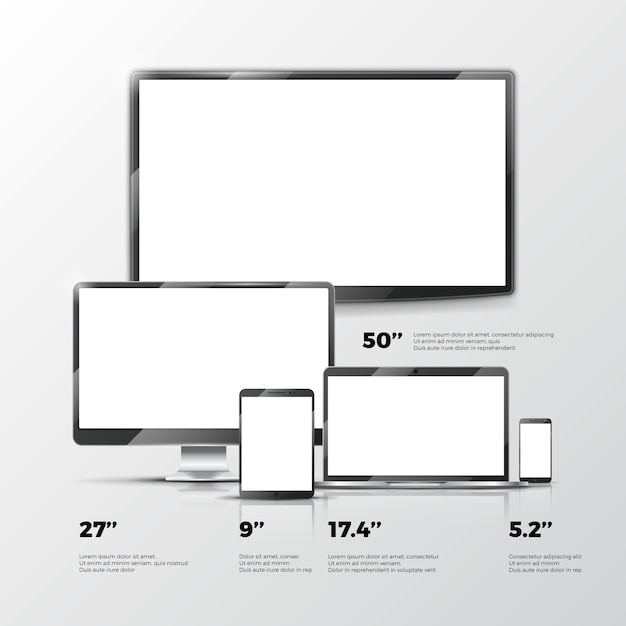 50”
Lorem ipsum dolor sit amet, consectetur adipiscing
Ut enim ad minim veniam, quis
Duis aute dolor in reprehenderit
27”
Lorem ipsum dolor sit amet,
Ut enim ad minim veniam, quis nostrud
Duis aute irure dolor
9”
Dolor sit amet, consec
Ut enim ad minim
Duis aute dolor in rep
17.4”
Lorem ipsum dolor sit amet, consectetur
Ut enim ad minim veniam
Dolor in reprehenderit voluptate velit
5.2”
Consectetur adipiscing elit
Ut enim ad minim veniam
Duis aute irure dolor in rep